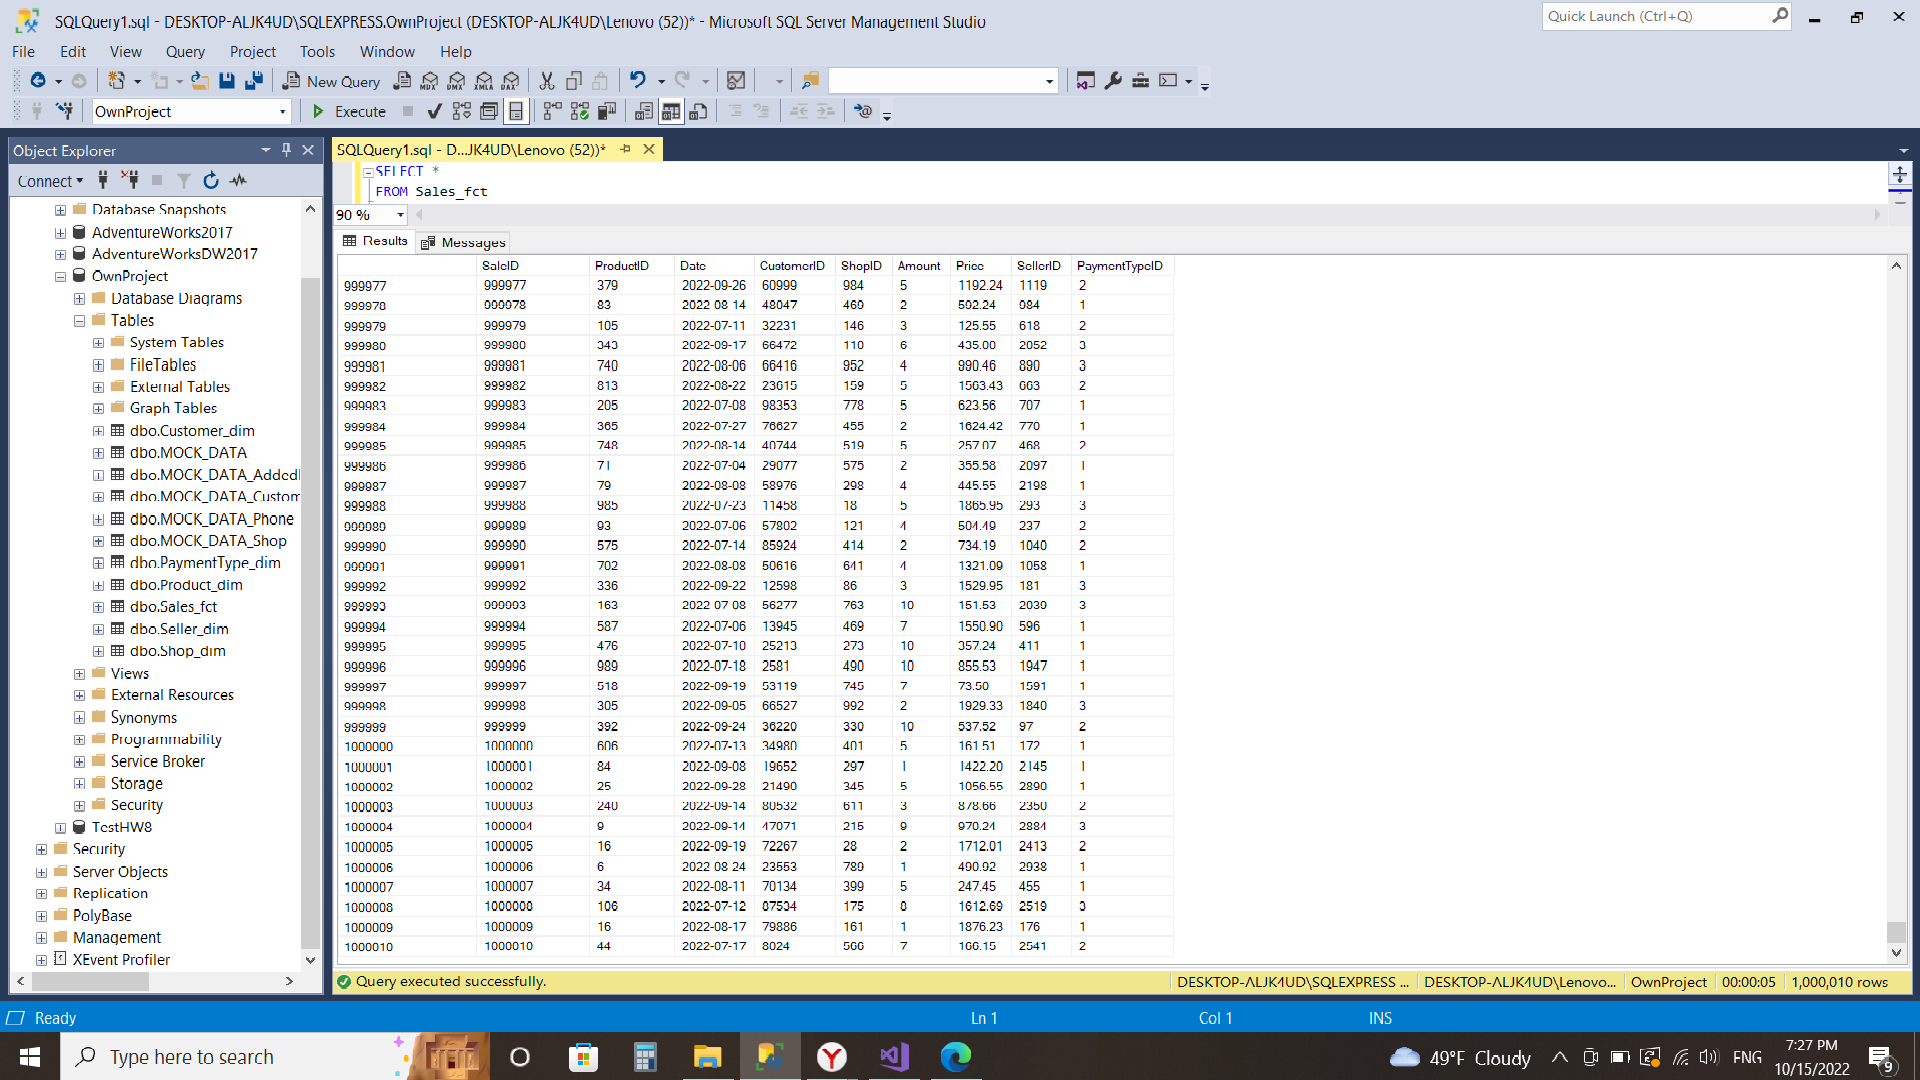 SQLQuery1.sql - DESKTOP-ALJK4UD\SQLEXPRESS.OwnProject (DESKTOP-ALJK4UD\Lenovo (52))* - Microsoft SQL Server Management Studio
Quick Launch (Ctrl+Q)
File Edit View Query Project Tools Window Help
New Query MDX DMX XMLA DAX
OwnProject Execute
Object Explorer
SQLQuery1.sql - D...JK4UD\Lenovo (52))*
Connect
SELECT *
FROM Sales_fct
90 %
Results Messages
Database Snapshots
AdventureWorks2017
AdventureWorksDW2017
OwnProject
Database Diagrams
Tables
System Tables
FileTables
External Tables
Graph Tables
dbo.Customer_dim
dbo.MOCK_DATA
dbo.MOCK_DATA_Added
dbo.MOCK_DATA_Custom
dbo.MOCK_DATA_Phone
dbo.MOCK_DATA_Shop
dbo.PaymentType_dim
dbo.Product_dim
dbo.Sales_fct
dbo.Seller_dim
dbo.Shop_dim
Views
External Resources
Synonyms
Programmability
Service Broker
Storage
Security
TestHW8
Security
Server Objects
Replication
PolyBase
Management
XEvent Profiler
SaleID ProductID Date CustomerID ShopID Amount Price SellerID PaymentTypeID
999977 999977 379 2022-09-26 60999 984 5 1192.24 1119 2
999978 999978 83 2022-08-14 48047 469 2 592.24 984 1
999979 999979 105 2022-07-11 32231 146 3 125.55 618 2
999980 999980 343 2022-09-17 66472 110 6 435.00 2052 3
999981 999981 740 2022-08-06 66416 952 4 990.46 890 3
999982 999982 813 2022-08-22 23615 159 5 1563.43 663 2
999983 999983 205 2022-07-08 98353 778 5 623.56 707 1
999984 999984 365 2022-07-27 76627 455 2 1624.42 770 1
999985 999985 748 2022-08-14 40744 519 5 257.07 468 2
999986 999986 71 2022-07-04 29077 575 2 355.58 2097 1
999987 999987 79 2022-08-08 58976 298 4 445.55 2198 1
999988 999988 985 2022-07-23 11458 18 5 1865.95 293 3
999989 999989 93 2022-07-06 57802 121 4 504.49 237 2
999990 999990 575 2022-07-14 85924 414 2 734.19 1040 2
999991 999991 702 2022-08-08 50616 641 4 1321.09 1058 1
999992 999992 336 2022-09-22 12598 86 3 1529.95 181 3
999993 999993 163 2022-07-08 56277 763 10 151.53 2039 3
999994 999994 587 2022-07-06 13945 469 7 1550.90 596 1
999995 999995 476 2022-07-10 25213 273 10 357.24 411 1
999996 999996 989 2022-07-18 2581 490 10 855.53 1947 1
999997 999997 518 2022-09-19 53119 745 7 73.50 1591 1
999998 999998 305 2022-09-05 66527 992 2 1929.33 1840 3
999999 999999 392 2022-09-24 36220 330 10 537.52 97 2
1000000 1000000 606 2022-07-13 34980 401 5 161.51 172 1
1000001 1000001 84 2022-09-08 19652 297 1 1422.20 2145 1
1000002 1000002 25 2022-09-28 21490 345 5 1056.55 2890 1
1000003 1000003 240 2022-09-14 80532 611 3 878.66 2350 2
1000004 1000004 9 2022-09-14 47071 215 9 970.24 2884 3
1000005 1000005 16 2022-09-19 72267 28 2 1712.01 2413 2
1000006 1000006 6 2022-08-24 23553 789 1 490.92 2938 1
1000007 1000007 34 2022-08-11 70134 399 5 247.45 455 1
1000008 1000008 106 2022-07-12 87534 175 8 1612.69 2519 3
1000009 1000009 16 2022-08-17 79886 161 1 1876.23 176 1
1000010 1000010 44 2022-07-17 8024 566 7 166.15 2541 2
Query executed successfully. DESKTOP-ALJK4UD\SQLEXPRESS ... DESKTOP-ALJK4UD\Lenovo... OwnProject 00:00:05 1,000,010 rows
Ready Ln 1 Col 1 INS
Type here to search 49°F Cloudy ENG
7:27 PM
10/15/2022
9